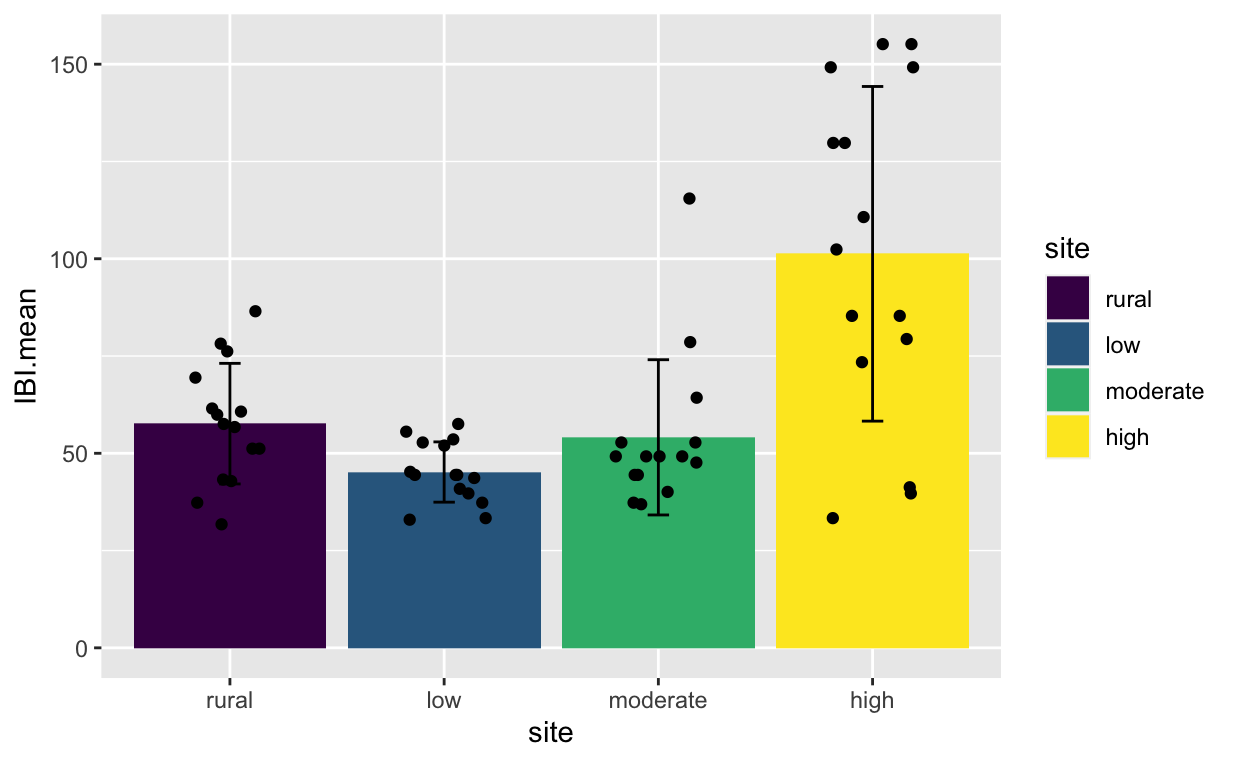 150
100
50
0
IBI.mean
rural low moderate high
site
site
rural
low
moderate
high